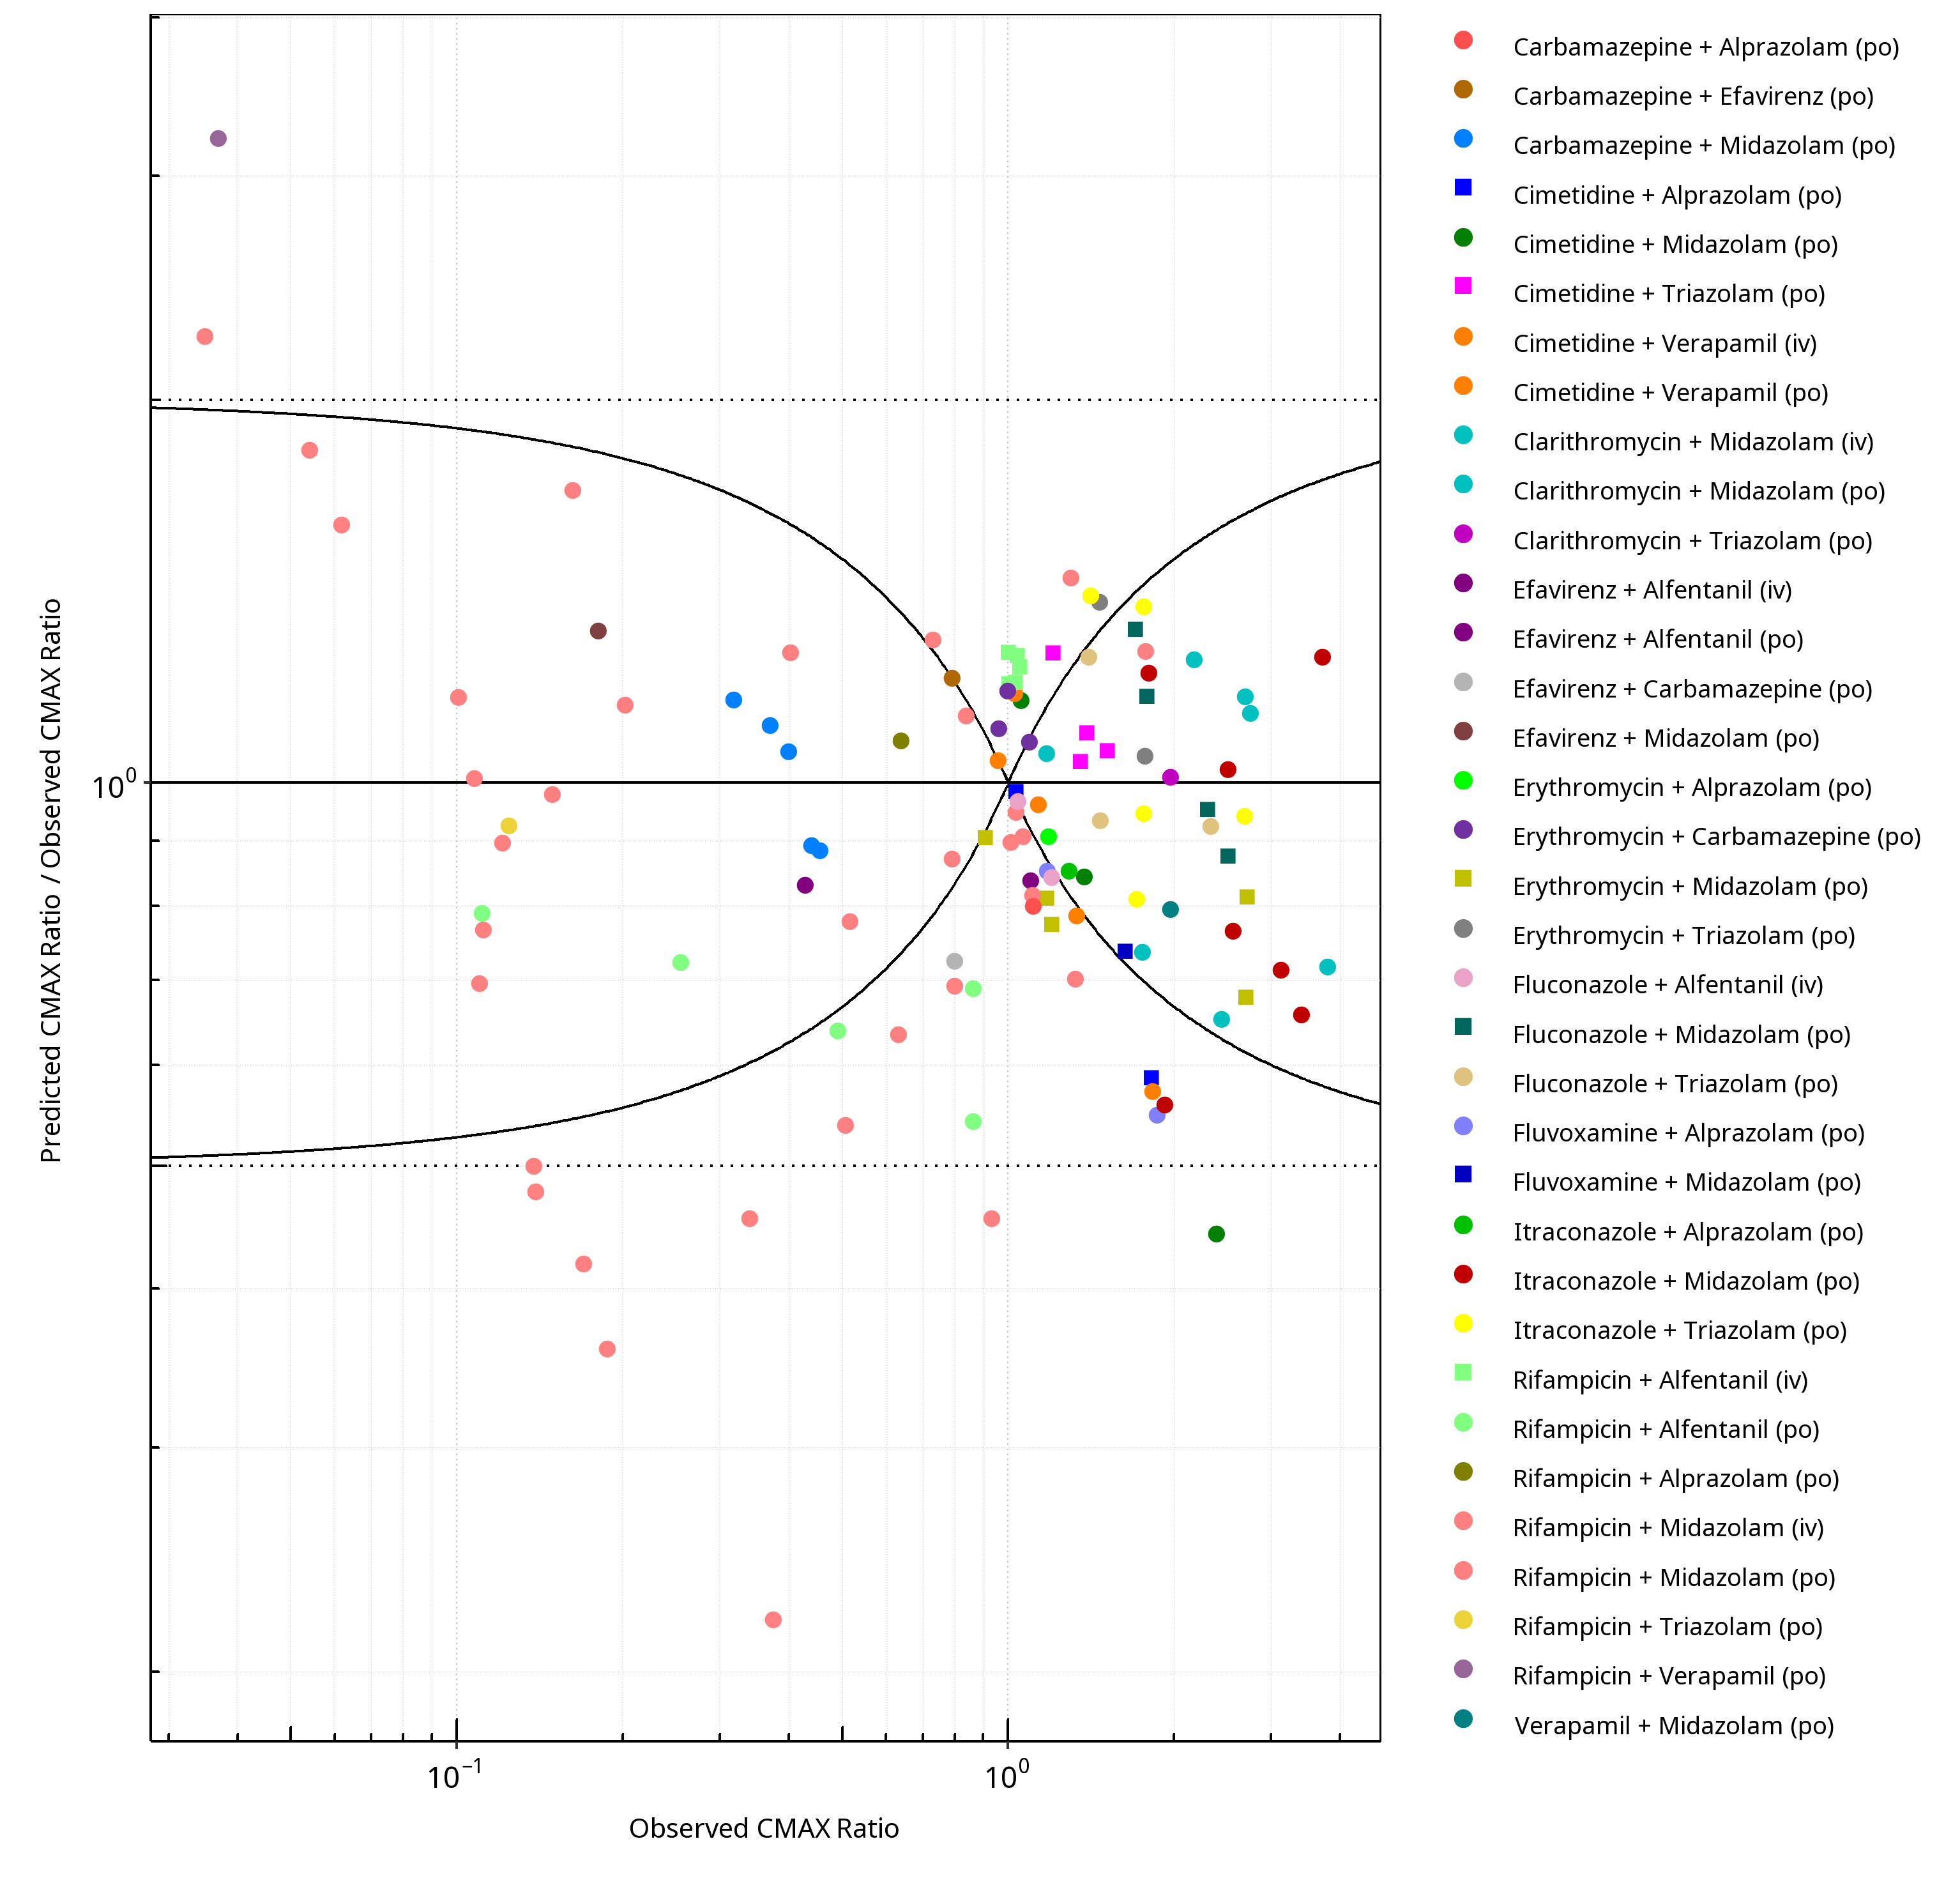 Predicted CMAX Ratio / Observed CMAX Ratio
10⁰
10⁻¹
10⁰
Observed CMAX Ratio
Carbamazepine + Alprazolam (po)
Carbamazepine + Efavirenz (po)
Carbamazepine + Midazolam (po)
Cimetidine + Alprazolam (po)
Cimetidine + Midazolam (po)
Cimetidine + Triazolam (po)
Cimetidine + Verapamil (iv)
Cimetidine + Verapamil (po)
Clarithromycin + Midazolam (iv)
Clarithromycin + Midazolam (po)
Clarithromycin + Triazolam (po)
Efavirenz + Alfentanil (iv)
Efavirenz + Alfentanil (po)
Efavirenz + Carbamazepine (po)
Efavirenz + Midazolam (po)
Erythromycin + Alprazolam (po)
Erythromycin + Carbamazepine (po)
Erythromycin + Midazolam (po)
Erythromycin + Triazolam (po)
Fluconazole + Alfentanil (iv)
Fluconazole + Midazolam (po)
Fluconazole + Triazolam (po)
Fluvoxamine + Alprazolam (po)
Fluvoxamine + Midazolam (po)
Itraconazole + Alprazolam (po)
Itraconazole + Midazolam (po)
Itraconazole + Triazolam (po)
Rifampicin + Alfentanil (iv)
Rifampicin + Alfentanil (po)
Rifampicin + Alprazolam (po)
Rifampicin + Midazolam (iv)
Rifampicin + Midazolam (po)
Rifampicin + Triazolam (po)
Rifampicin + Verapamil (po)
Verapamil + Midazolam (po)